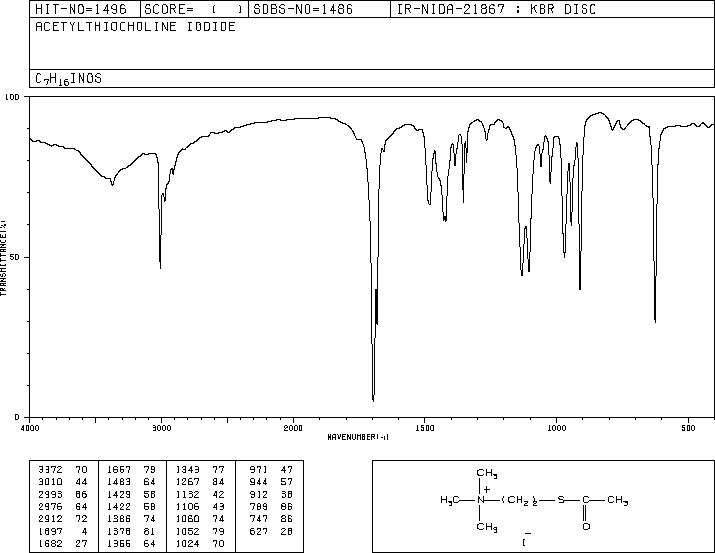 HIT-NO=1496 SCORE= ( ) SDBS-NO=1486 IR-NIDA-21867 : KBR DISC
ACETYLTHIOCHOLINE IODIDE
C₇H₁₆INOS
100
50
0
TRANSMITTANCE(%)
4000 3000 2000 1500 1000 500
WAVENUMBER(-1)
3372 70 1667 79 1343 77 971 47
3010 44 1483 64 1267 84 944 57
2993 66 1429 58 1132 42 912 38
2976 64 1422 58 1106 43 789 86
2912 72 1386 74 1060 74 747 86
1697 4 1378 81 1052 79 627 28
1682 27 1366 64 1024 70
CH₃
+
H₃C N (CH₂)₂ S C CH₃
CH₃ O
I⁻